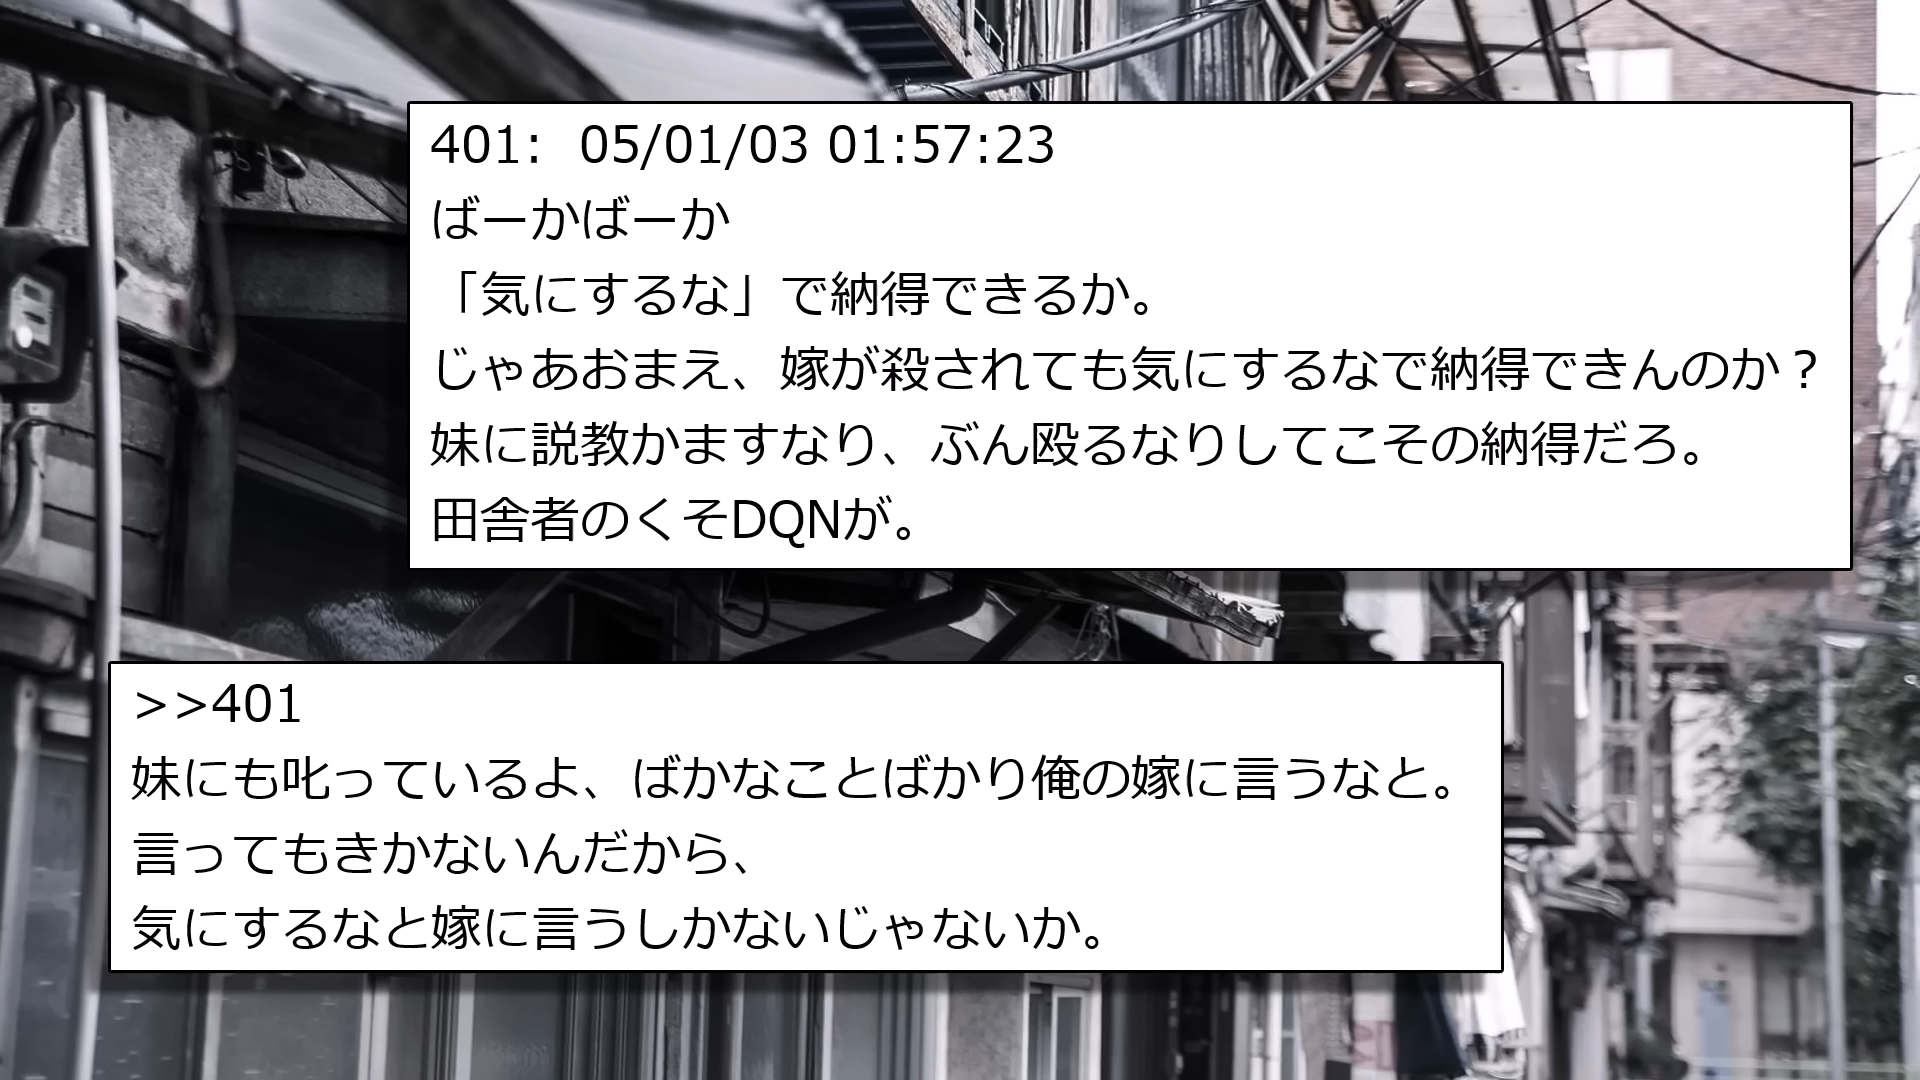 401:  05/01/03 01:57:23
ばーかばーか
「気にするな」で納得できるか。
じゃあおまえ、嫁が殺されても気にするなで納得できんのか？
妹に説教かますなり、ぶん殴るなりしてこその納得だろ。
田舎者のくそDQNが。
>>401
妹にも叱っているよ、ばかなことばかり俺の嫁に言うなと。
言ってもきかないんだから、
気にするなと嫁に言うしかないじゃないか。